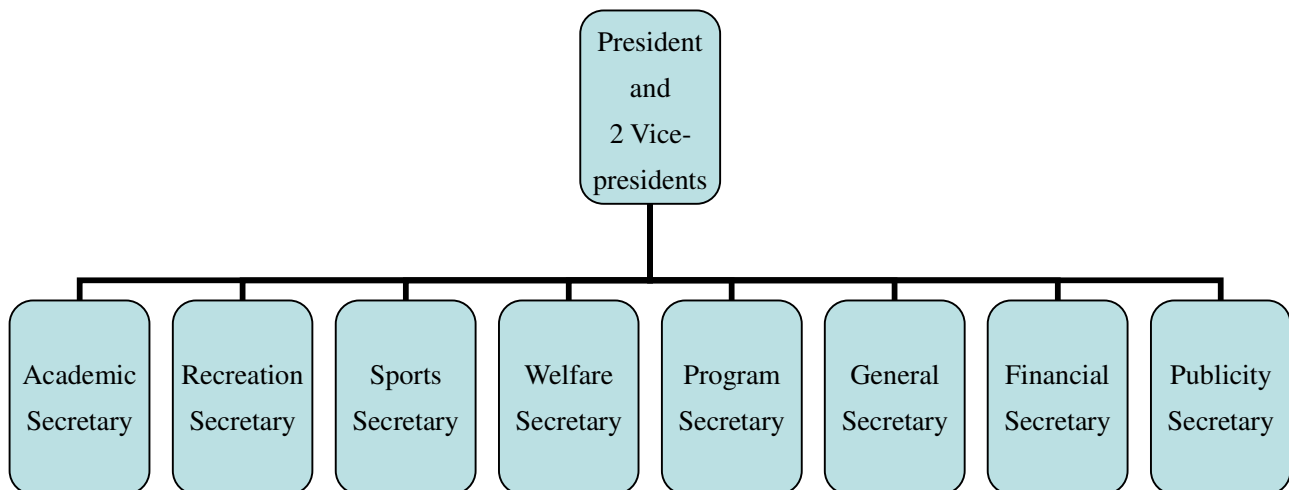 President
and
2 Vice-
presidents
Academic
Secretary
Recreation
Secretary
Sports
Secretary
Welfare
Secretary
Program
Secretary
General
Secretary
Financial
Secretary
Publicity
Secretary